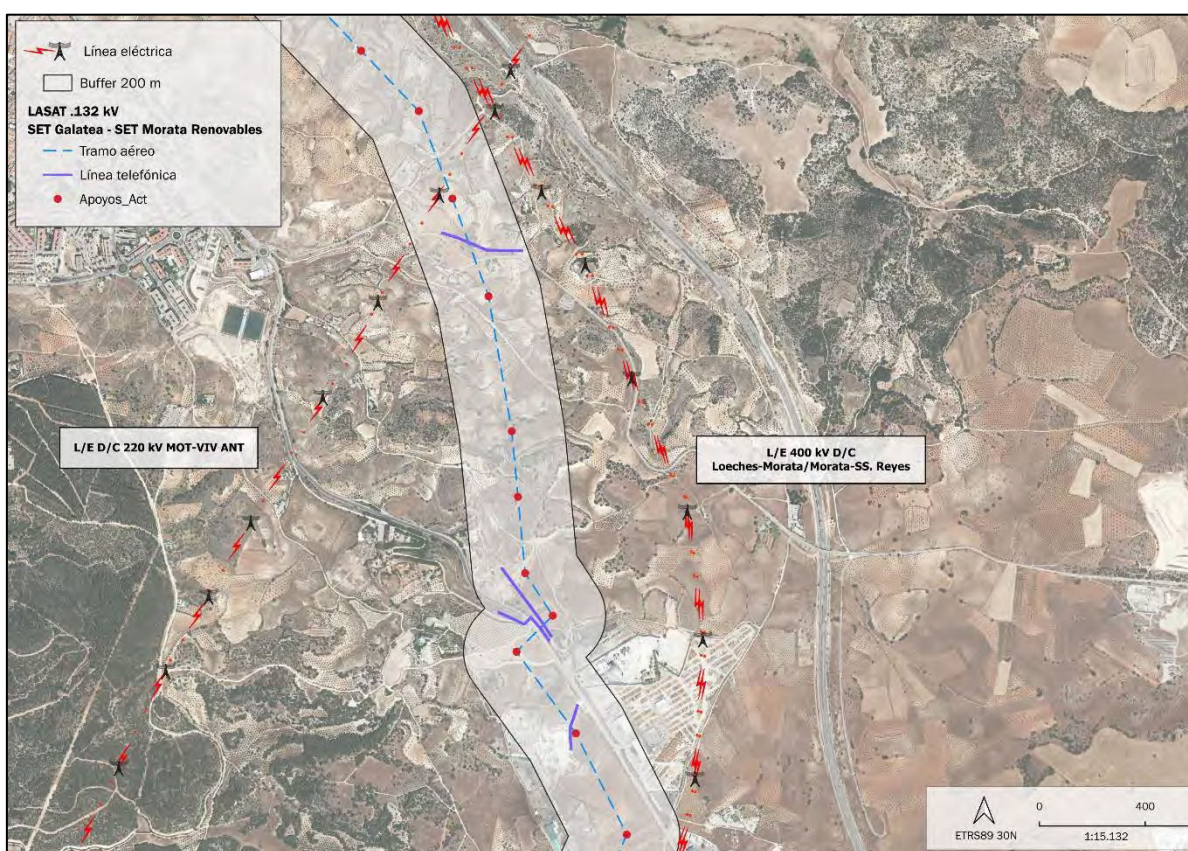 Línea eléctrica
Buffer 200 m
LASAT .132 kV
SET Galatea - SET Morata Renovables
Tramo aéreo
Línea telefónica
Apoyos_Act
L/E D/C 220 kV MOT-VIV ANT
L/E 400 kV D/C
Loeches-Morata/Morata-SS. Reyes
0 400
ETRS89 30N
1:15.132